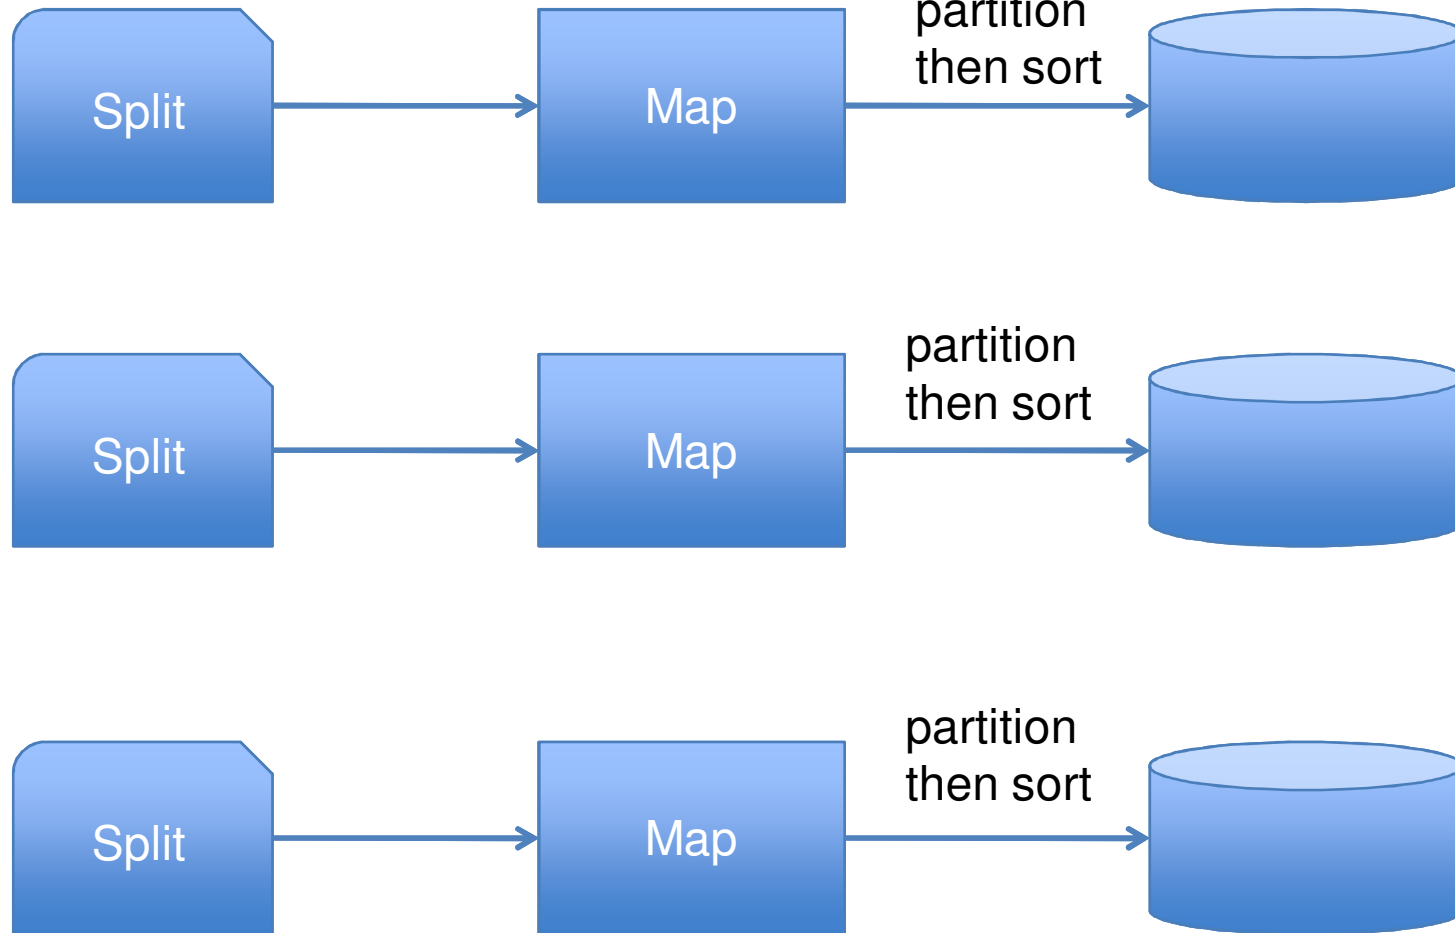 partition
then sort
Split
Map
partition
then sort
Split
Map
partition
then sort
Split
Map